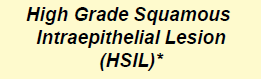 High Grade Squamous
Intraepithelial Lesion
(HSIL)*